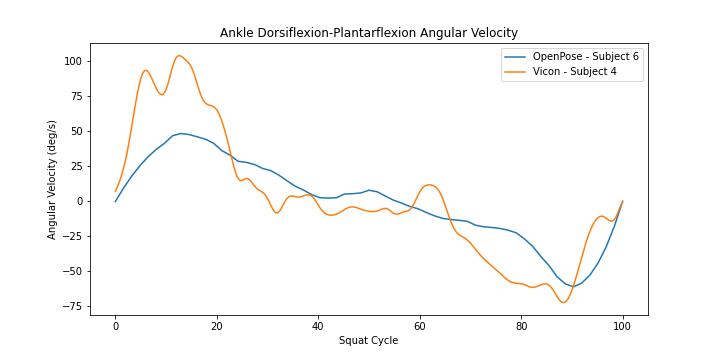 Ankle Dorsiflexion-Plantarflexion Angular Velocity
OpenPose - Subject 6
Vicon - Subject 4
100
75
50
25
0
−25
−50
−75
Angular Velocity (deg/s)
0 20 40 60 80 100
Squat Cycle